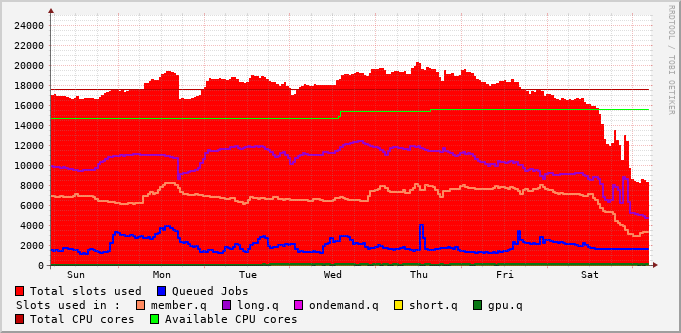 RRDTOOL / TOBI OETIKER
24000
22000
20000
18000
16000
14000
12000
10000
8000
6000
4000
2000
0
Sun Mon Tue Wed Thu Fri Sat
Total slots used Queued Jobs
Slots used in : member.q long.q ondemand.q short.q gpu.q
Total CPU cores Available CPU cores